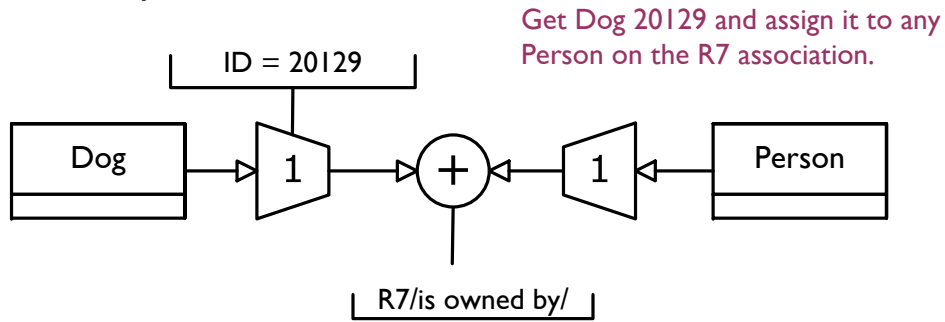 Get Dog 20129 and assign it to any
Person on the R7 association.
ID = 20129
Dog
1
+
1
Person
R7/is owned by/